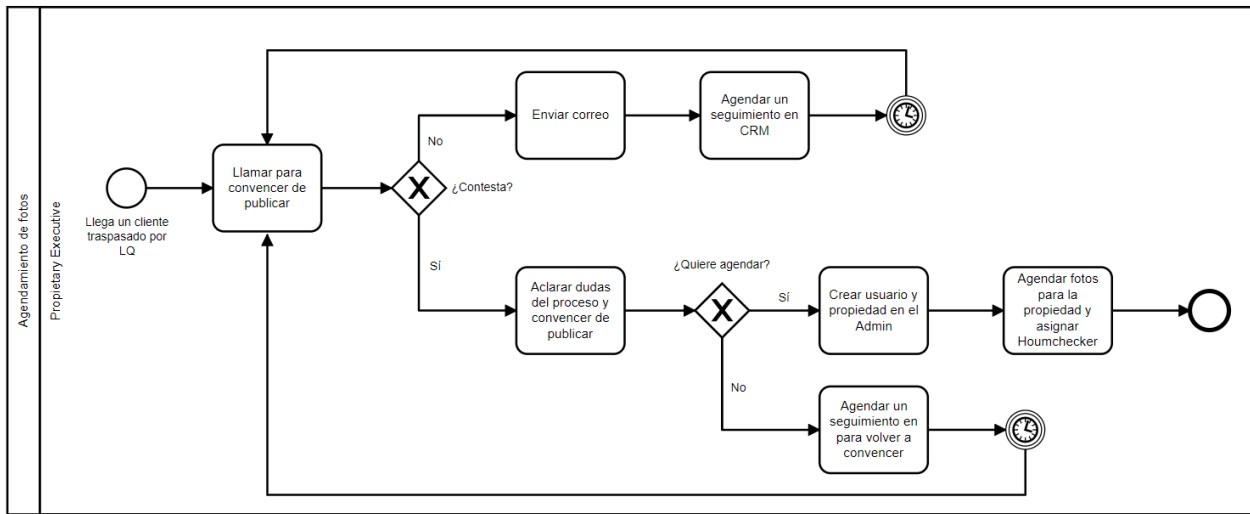 Agendamiento de fotos
Propietary Executive
Llega un cliente
traspasado por
LQ
Llamar para
convencer de
publicar
¿Contesta?
No
Enviar correo
Agendar un
seguimiento en
CRM
Sí
Aclarar dudas
del proceso y
convencer de
publicar
¿Quiere agendar?
Sí
Crear usuario y
propiedad en el
Admin
Agendar fotos
para la
propiedad y
asignar
Houmchecker
No
Agendar un
seguimiento en
para volver a
convencer